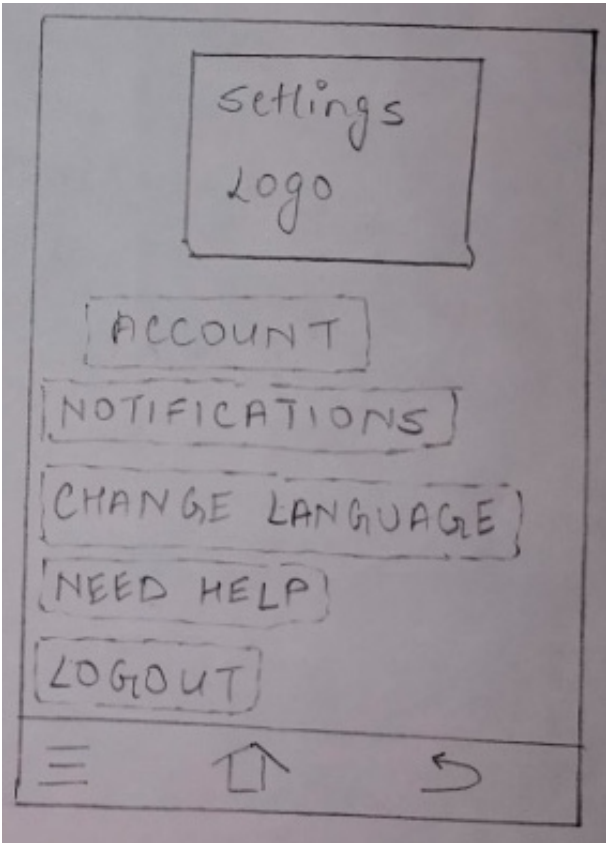 Settings
Logo
ACCOUNT
NOTIFICATIONS
CHANGE LANGUAGE
NEED HELP
LOGOUT